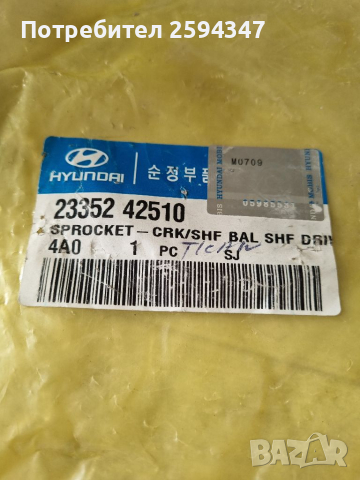 Потребител 2594347
HYUNDAI 순정부품
M0709
23352 42510
SPROCKET-CRK/SHF BAL SHF DRI
4A0 1 PC SJ
BAZAR